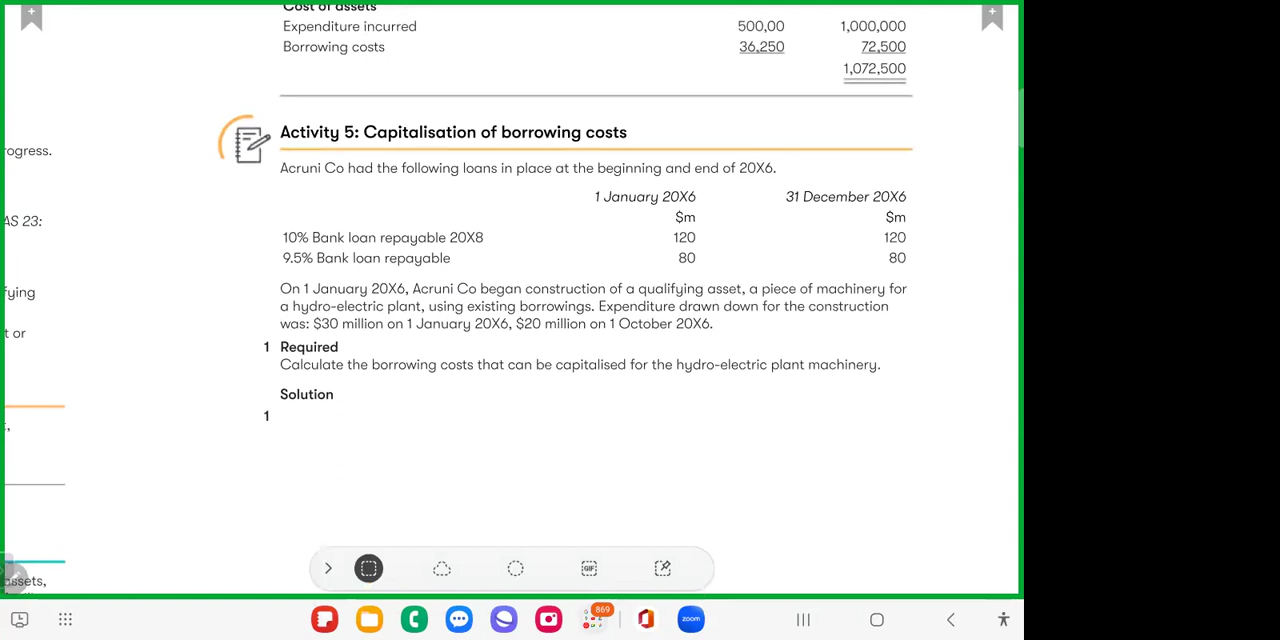 Cost of assets
Expenditure incurred 500,00 1,000,000
Borrowing costs 36,250 72,500
1,072,500
ogress.
Activity 5: Capitalisation of borrowing costs
Acruni Co had the following loans in place at the beginning and end of 20X6.
1 January 20X6 31 December 20X6
AS 23:
$m $m
10% Bank loan repayable 20X8 120 120
9.5% Bank loan repayable 80 80
fying
On 1 January 20X6, Acruni Co began construction of a qualifying asset, a piece of machinery for
a hydro-electric plant, using existing borrowings. Expenditure drawn down for the construction
was: $30 million on 1 January 20X6, $20 million on 1 October 20X6.
t or
1 Required
Calculate the borrowing costs that can be capitalised for the hydro-electric plant machinery.
Solution
1
GIF
assets,
869
zoom